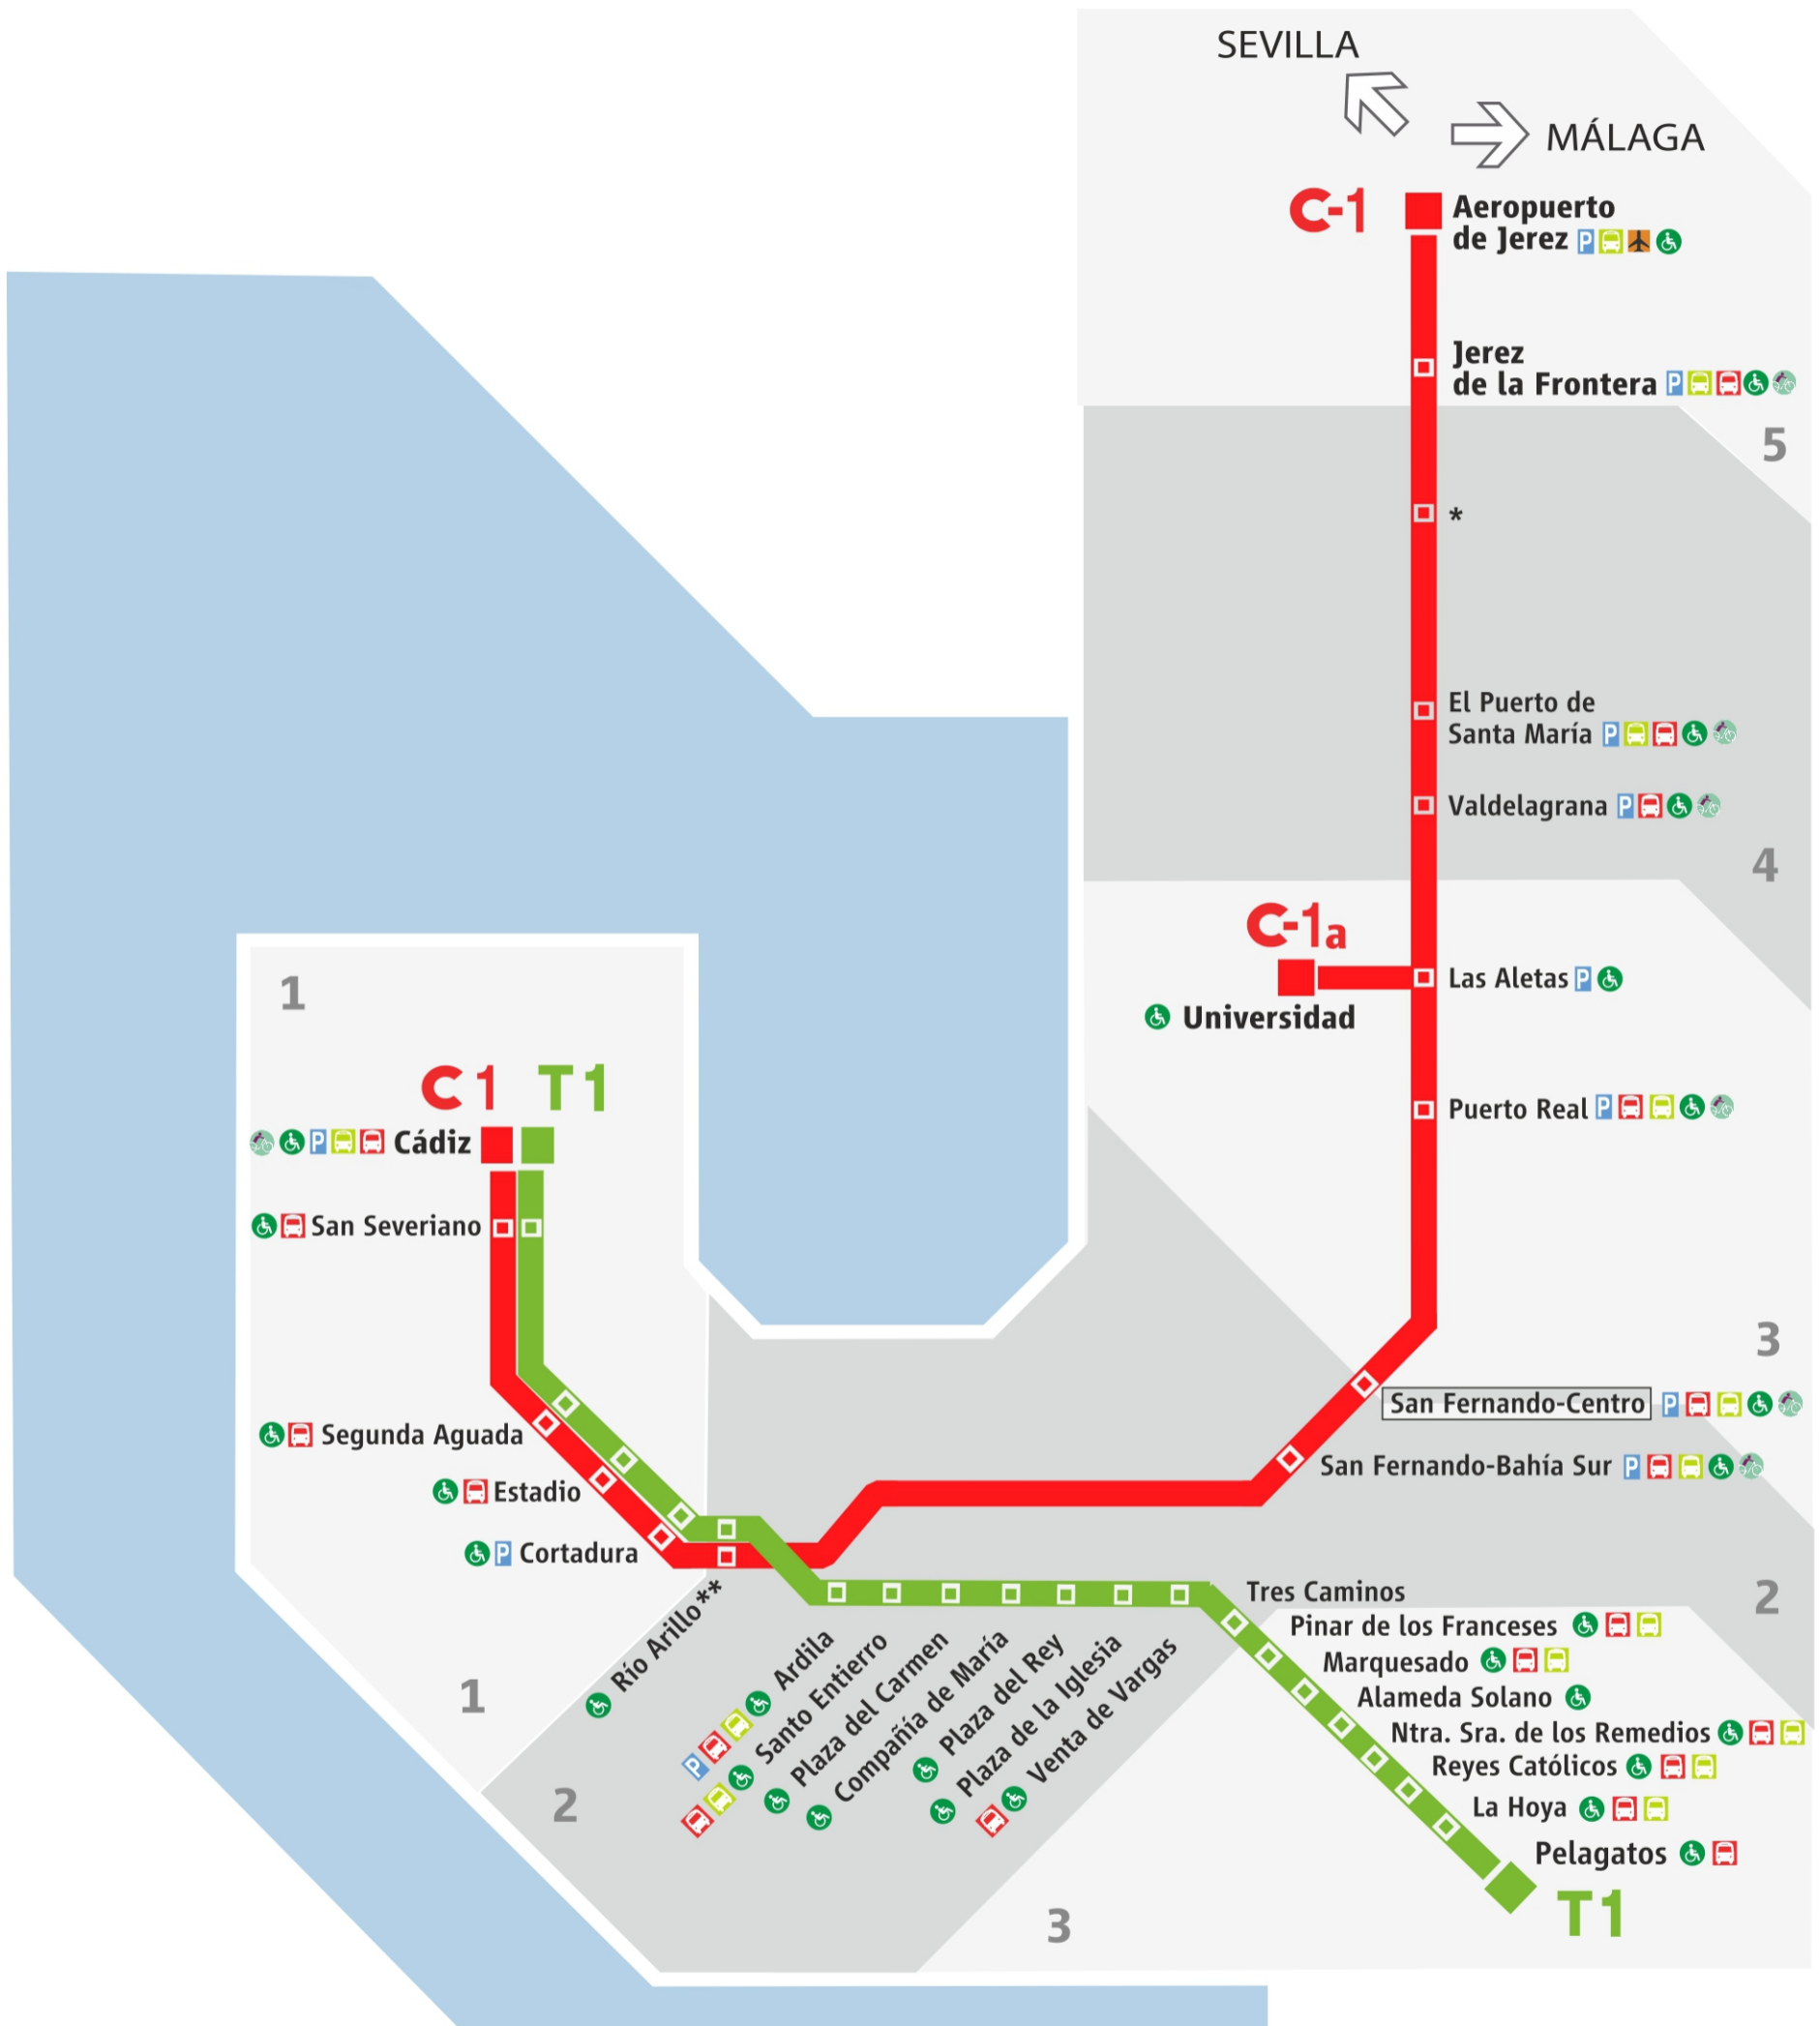 SEVILLA
MÁLAGA
C-1
Aeropuerto
de Jerez P
Jerez
de la Frontera P
5
*
El Puerto de
Santa María P
Valdelagrana P
4
C-1a
Las Aletas P
Universidad
1
C1 T1
P Cádiz
Puerto Real P
San Severiano
3
San Fernando-Centro P
Segunda Aguada
San Fernando-Bahía Sur P
Estadio
P Cortadura
Río Arillo**
P Ardila
Santo Entierro
Plaza del Carmen
Compañía de María
Plaza del Rey
Plaza de la Iglesia
Venta de Vargas
Tres Caminos
2
Pinar de los Franceses
Marquesado
Alameda Solano
Ntra. Sra. de los Remedios
Reyes Católicos
La Hoya
Pelagatos
T1
1
2
3